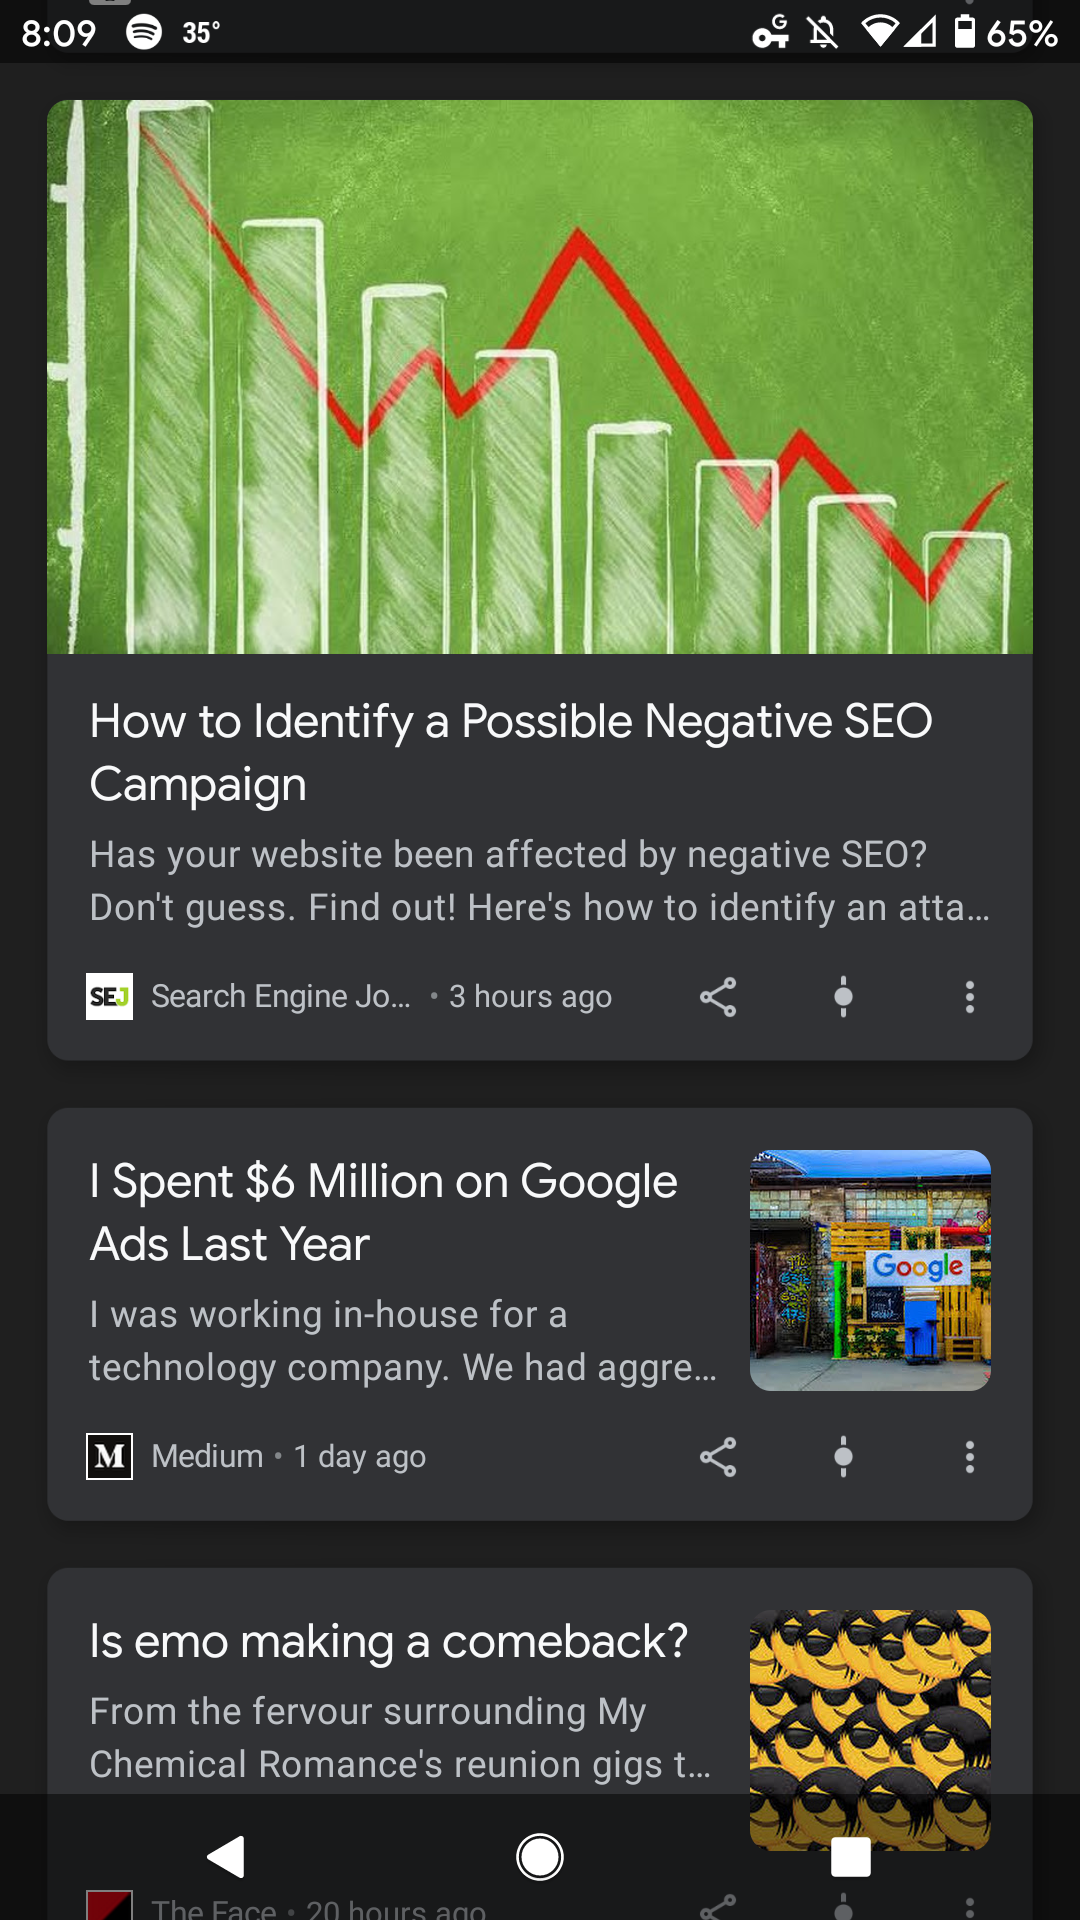 8:09 35° G 65%
How to Identify a Possible Negative SEO
Campaign
Has your website been affected by negative SEO?
Don't guess. Find out! Here's how to identify an atta…
SEJ Search Engine Jo… • 3 hours ago
I Spent $6 Million on Google
Ads Last Year
Google
I was working in-house for a
technology company. We had aggre…
M Medium • 1 day ago
Is emo making a comeback?
From the fervour surrounding My
Chemical Romance's reunion gigs t…
The Face • 20 hours ago